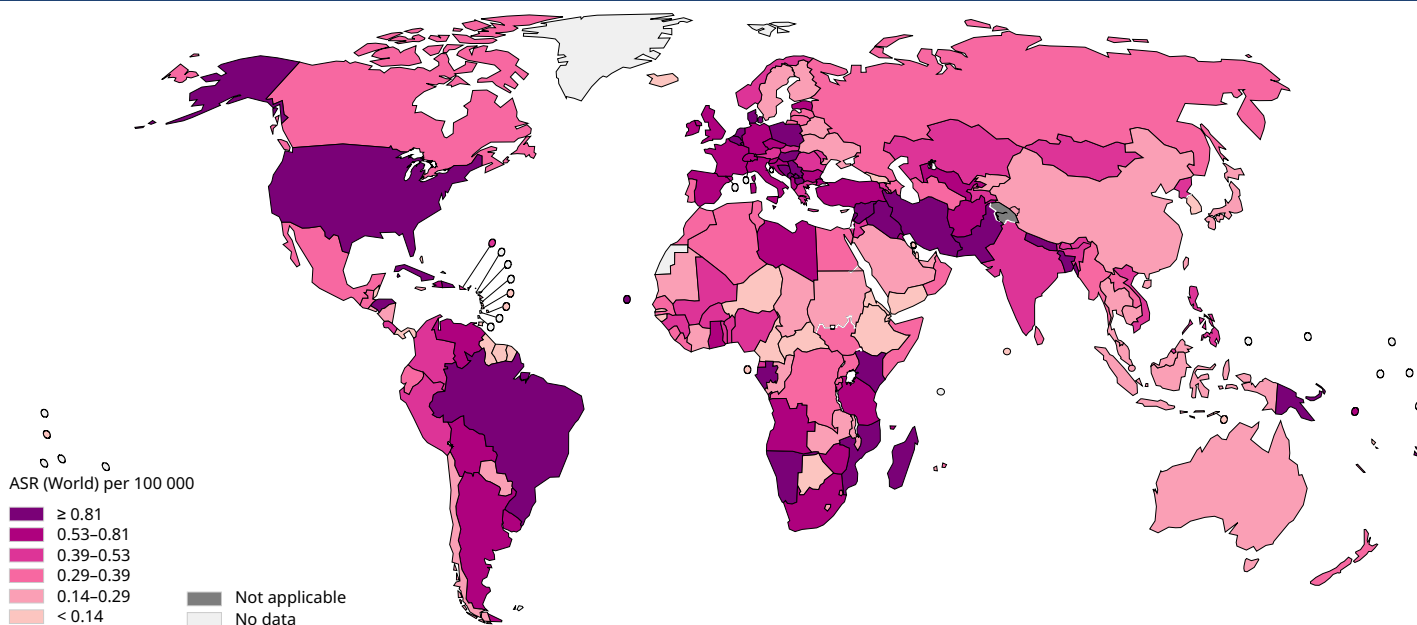 ASR (World) per 100 000
≥ 0.81
0.53–0.81
0.39–0.53
0.29–0.39
0.14–0.29
< 0.14
Not applicable
No data